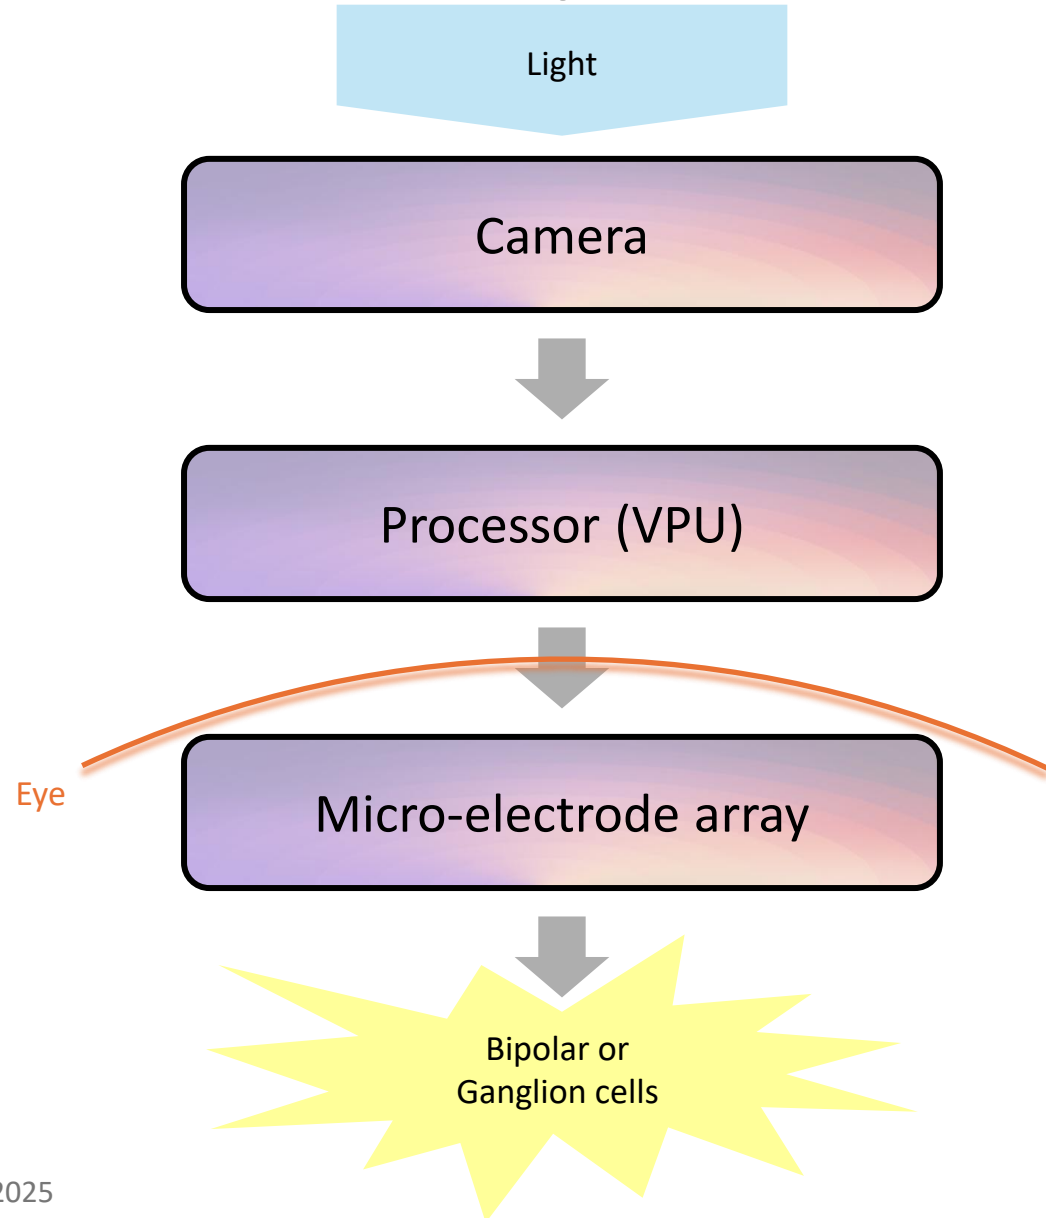 Light
Camera
Processor (VPU)
Eye
Micro-electrode array
Bipolar or
Ganglion cells
2025